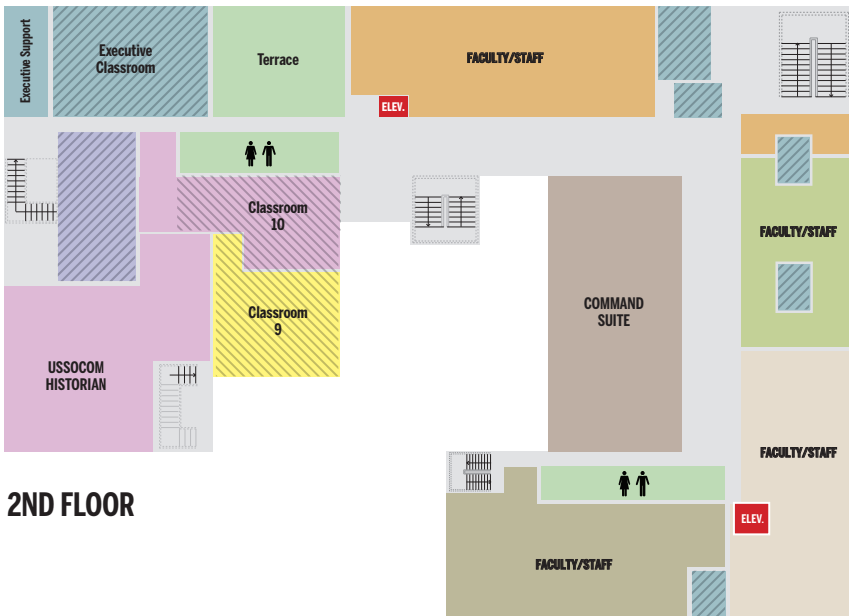 Executive Support
Executive
Classroom
Terrace
FACULTY/STAFF
ELEV.
Classroom
10
FACULTY/STAFF
Classroom
9
COMMAND
SUITE
USSOCOM
HISTORIAN
FACULTY/STAFF
2ND FLOOR
ELEV.
FACULTY/STAFF